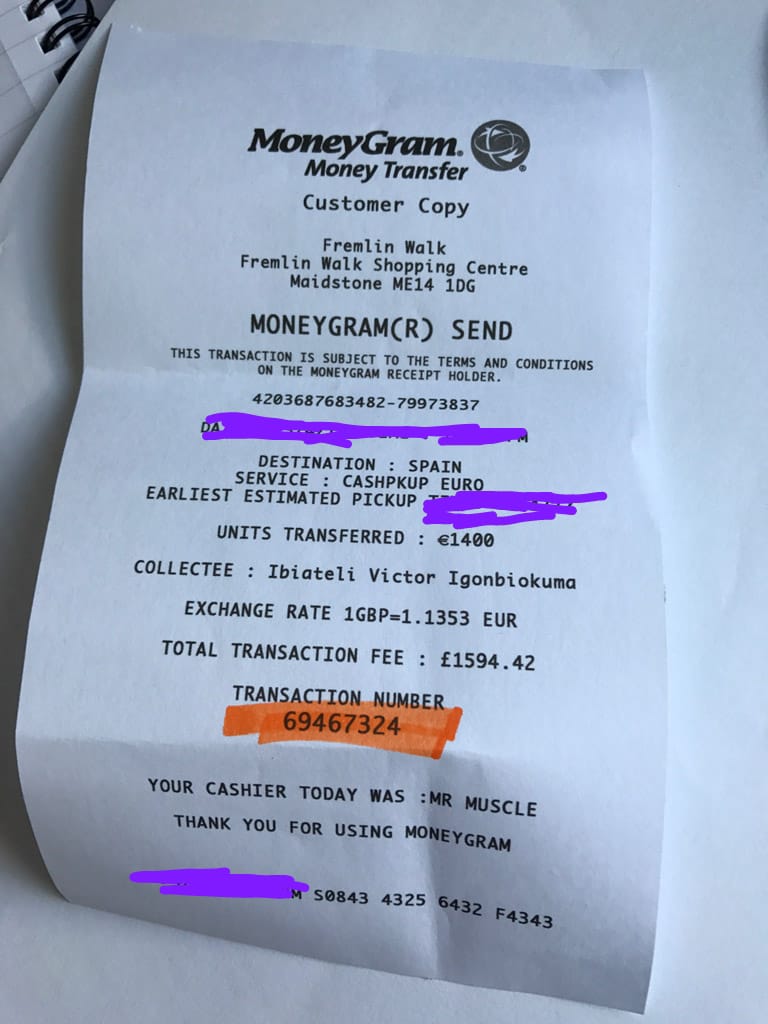 MoneyGram.
Money Transfer
Customer Copy
Fremlin Walk
Fremlin Walk Shopping Centre
Maidstone ME14 1DG
MONEYGRAM(R) SEND
THIS TRANSACTION IS SUBJECT TO THE TERMS AND CONDITIONS
ON THE MONEYGRAM RECEIPT HOLDER.
4203687683482-79973837
DESTINATION : SPAIN
SERVICE : CASHPKUP EURO
EARLIEST ESTIMATED PICKUP
UNITS TRANSFERRED : €1400
COLLECTEE : Ibiateli Victor Igonbiokuma
EXCHANGE RATE 1GBP=1.1353 EUR
TOTAL TRANSACTION FEE : £1594.42
TRANSACTION NUMBER
69467324
YOUR CASHIER TODAY WAS :MR MUSCLE
THANK YOU FOR USING MONEYGRAM
S0843 4325 6432 F4343